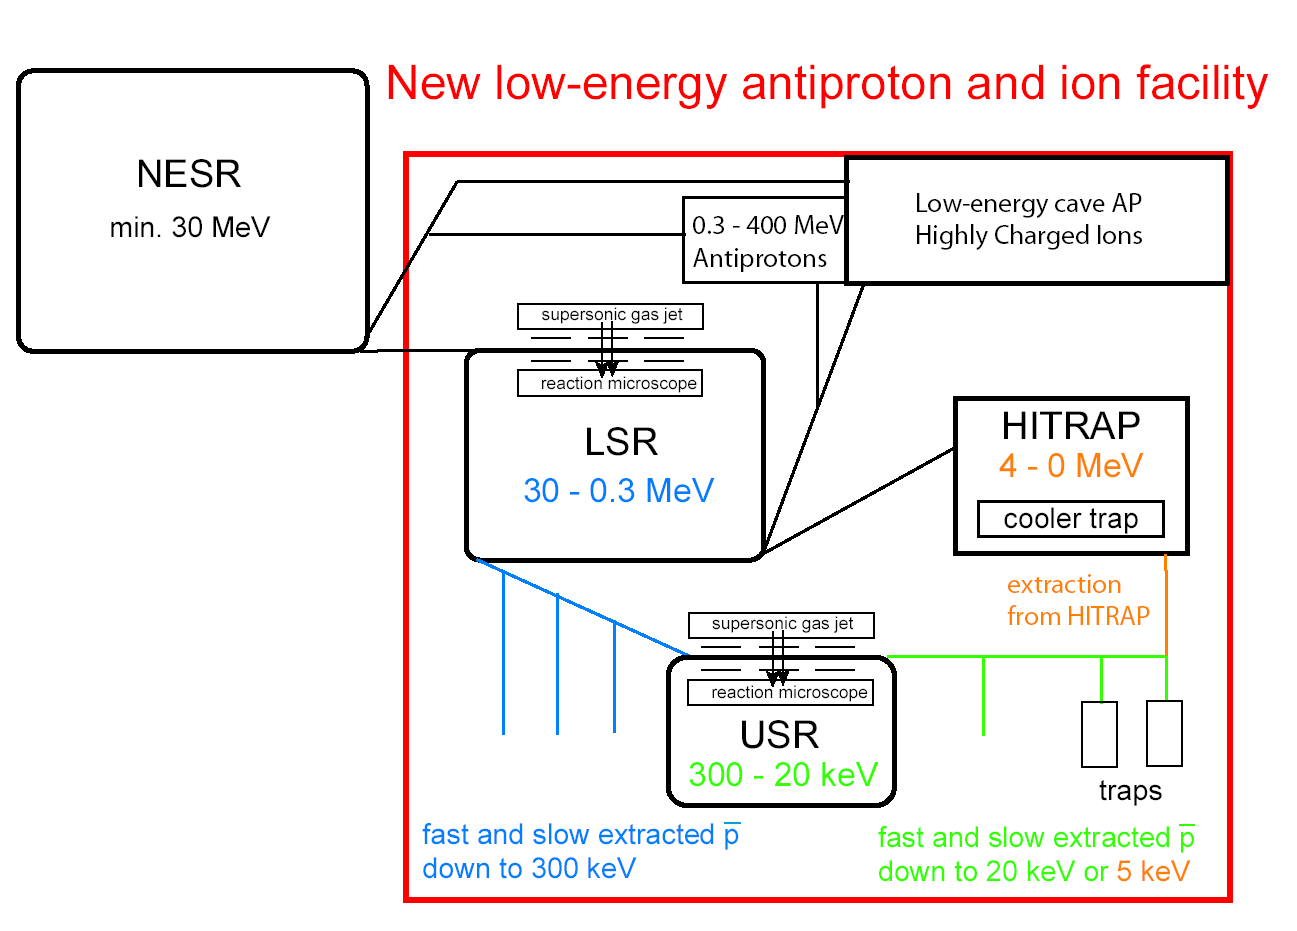 New low-energy antiproton and ion facility
NESR
min. 30 MeV
Low-energy cave AP
Highly Charged Ions
0.3 - 400 MeV
Antiprotons
supersonic gas jet
reaction microscope
LSR
30 - 0.3 MeV
HITRAP
4 - 0 MeV
cooler trap
extraction
from HITRAP
supersonic gas jet
reaction microscope
USR
300 - 20 keV
traps
fast and slow extracted p̅
down to 300 keV
fast and slow extracted p̅
down to 20 keV or 5 keV